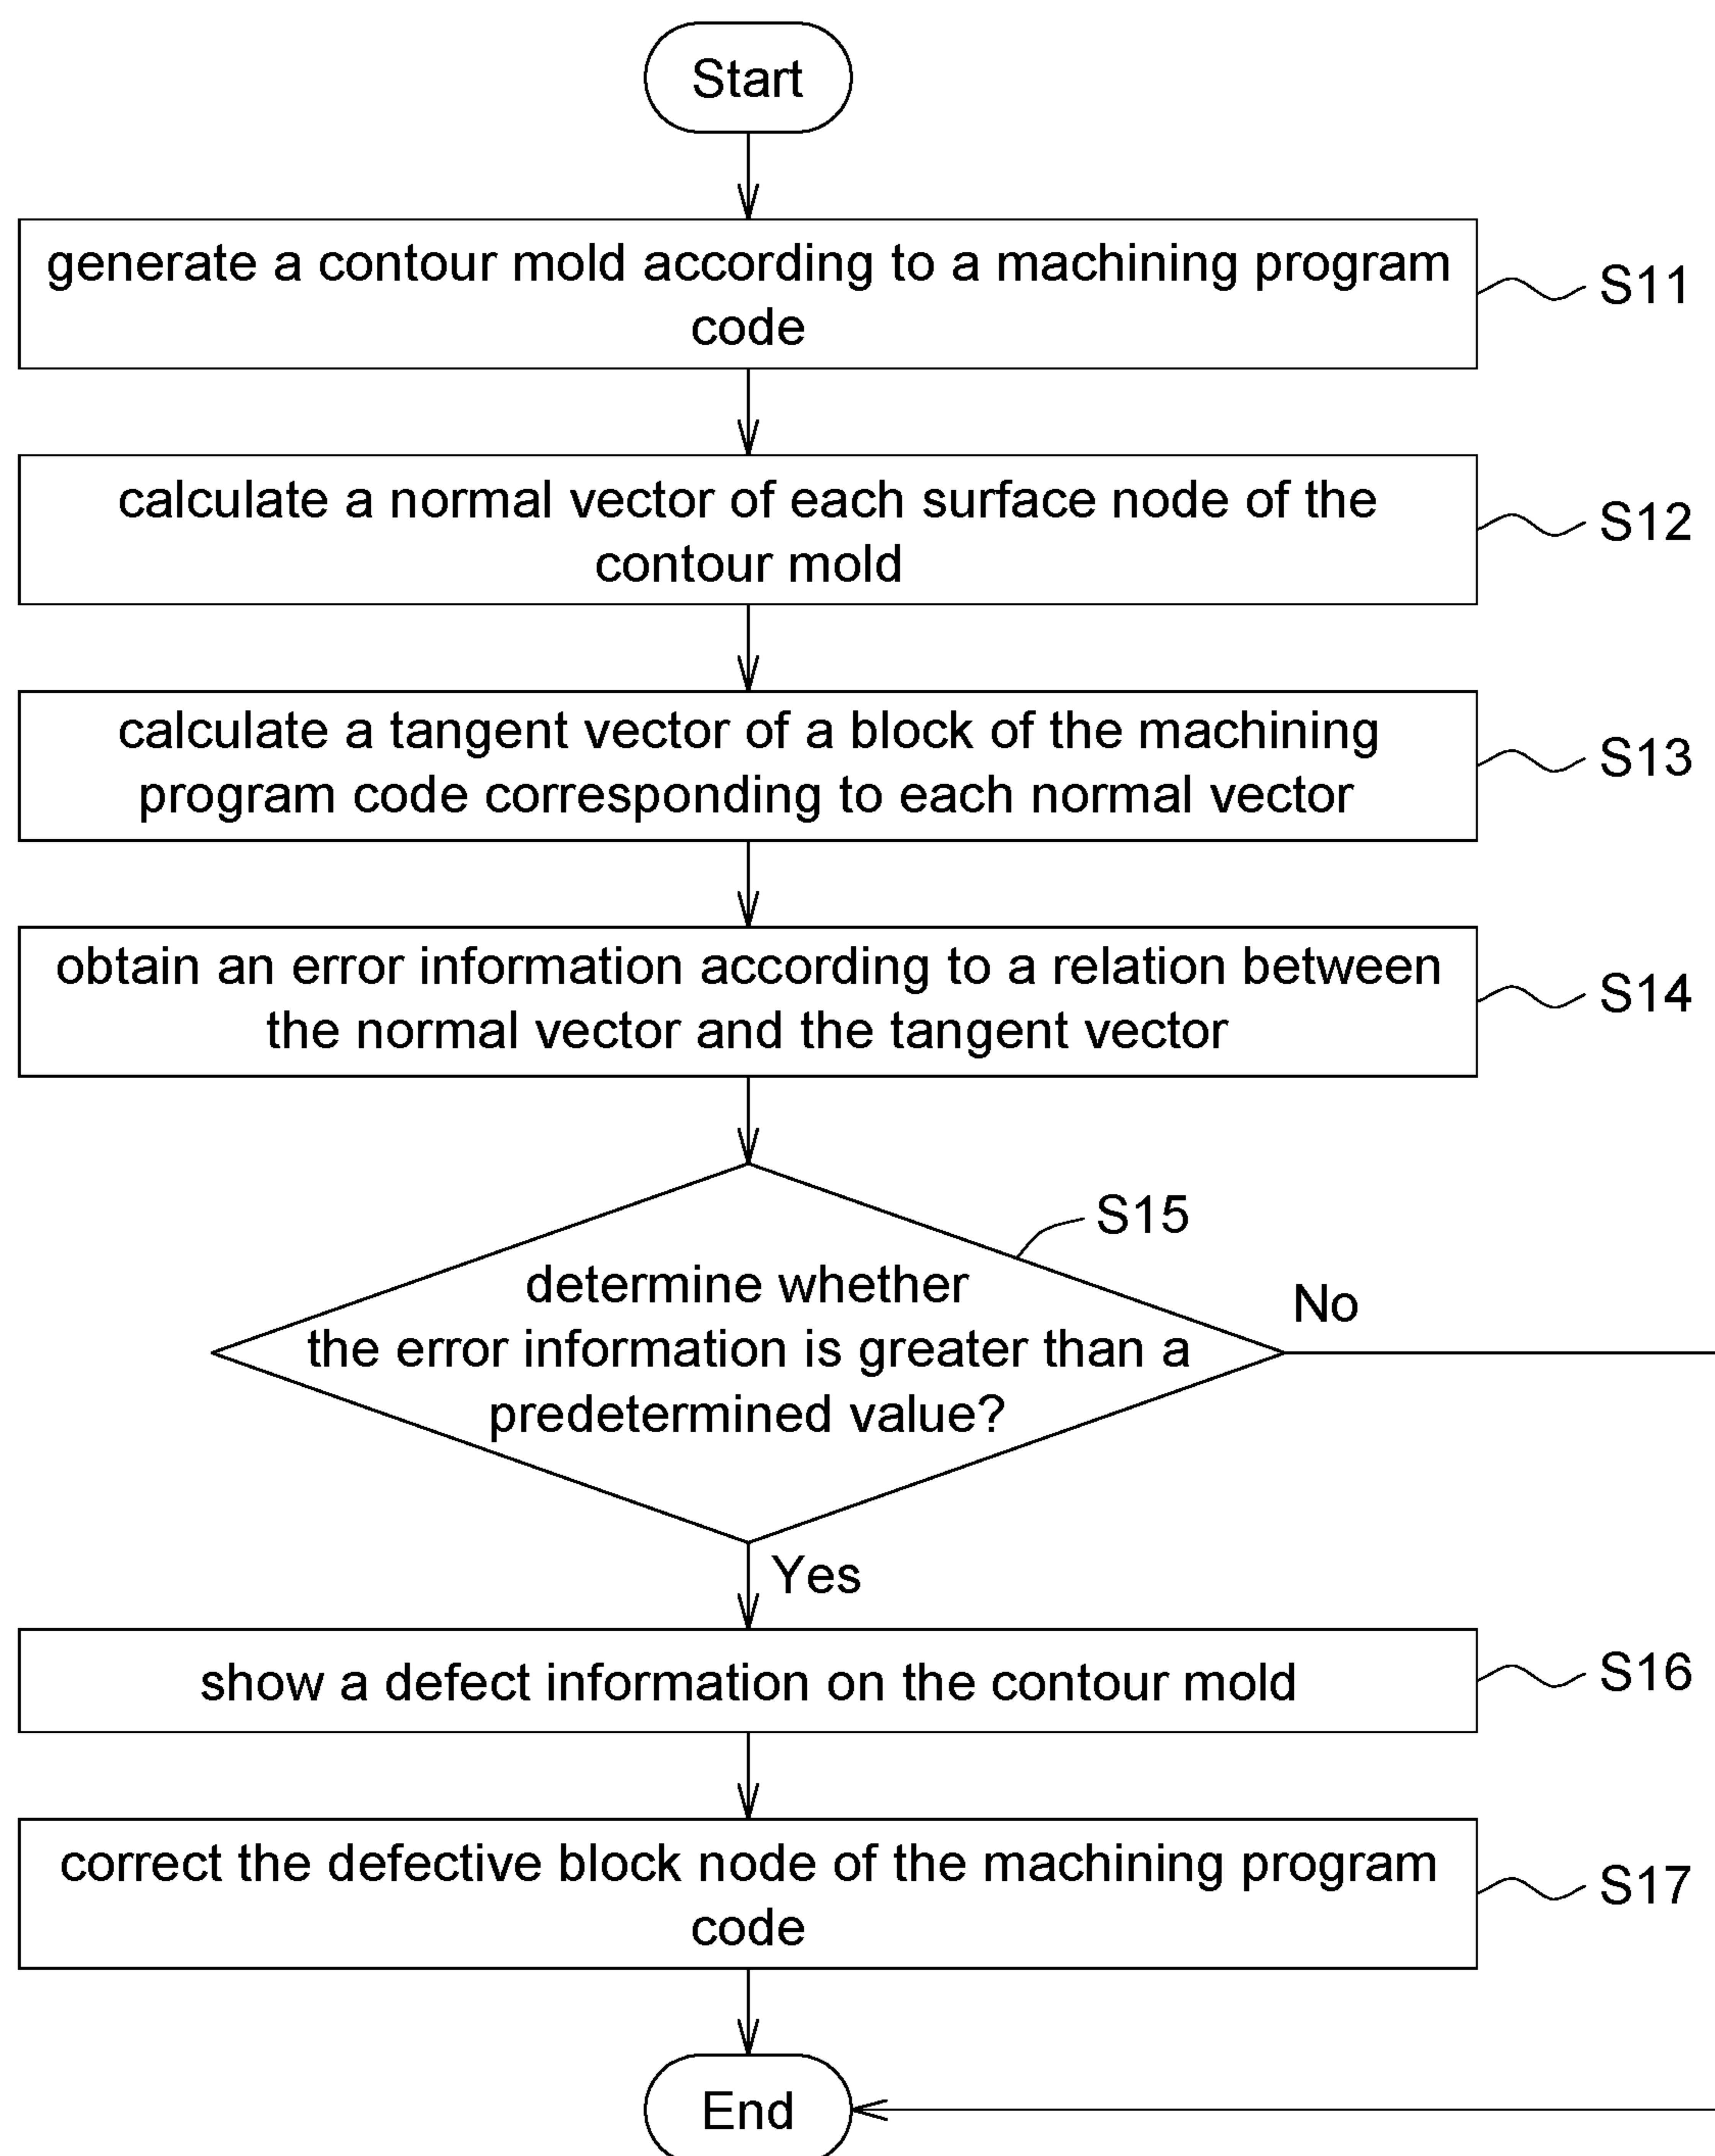 Start
generate a contour mold according to a machining program
code
S11
calculate a normal vector of each surface node of the
contour mold
S12
calculate a tangent vector of a block of the machining
program code corresponding to each normal vector
S13
obtain an error information according to a relation between
the normal vector and the tangent vector
S14
S15
determine whether
the error information is greater than a
predetermined value?
No
Yes
show a defect information on the contour mold
S16
correct the defective block node of the machining program
code
S17
End